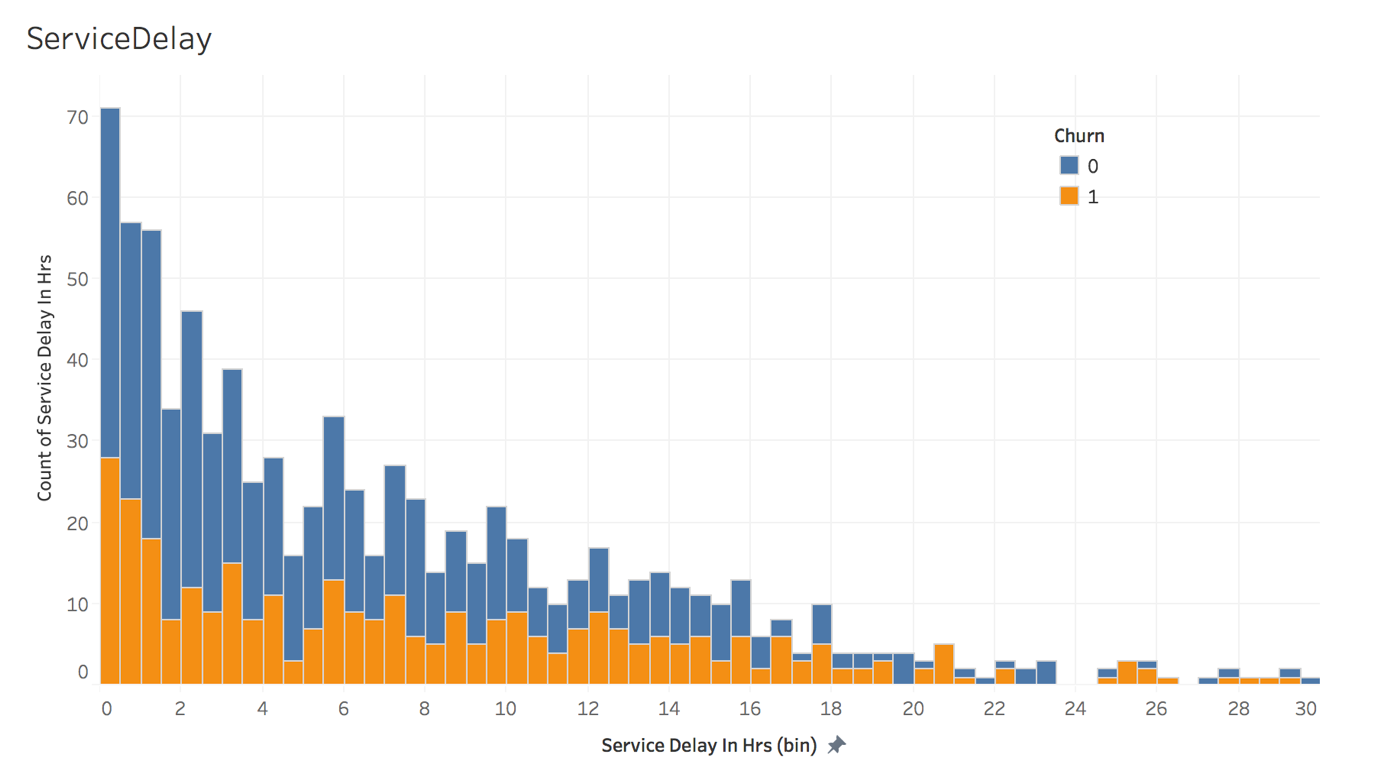 ServiceDelay
Count of Service Delay In Hrs
70
60
50
40
30
20
10
0
Churn
0
1
0 2 4 6 8 10 12 14 16 18 20 22 24 26 28 30
Service Delay In Hrs (bin)